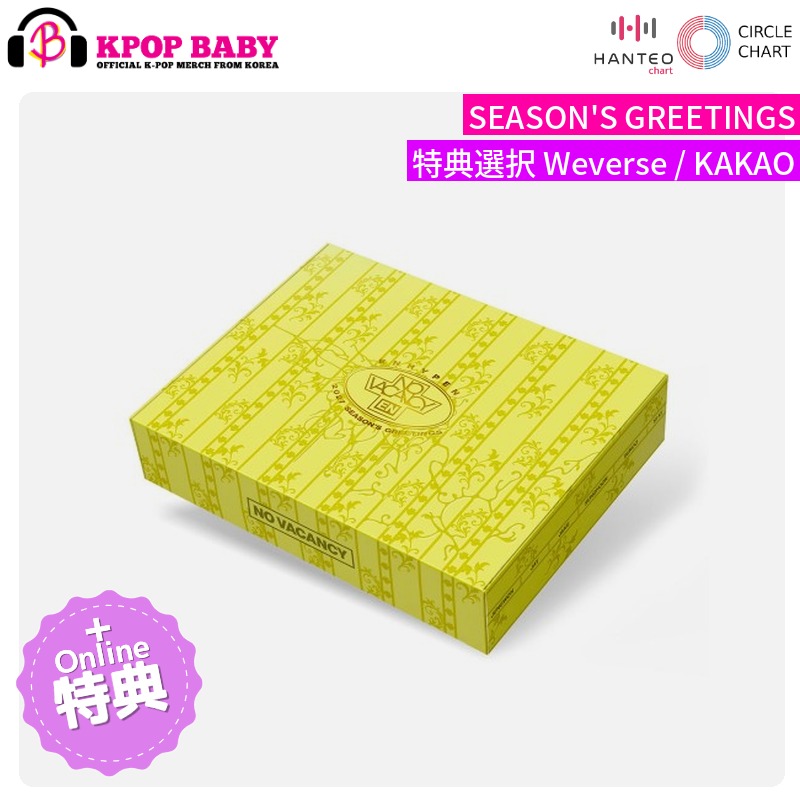 KPOP BABY
OFFICIAL K-POP MERCH FROM KOREA
HANTEO
chart
CIRCLE
CHART
SEASON'S GREETINGS
特典選択 Weverse / KAKAO
ENHYPEN
NO
VACANCY
EN
2027 SEASON'S GREETINGS
NO VACANCY
+
Online
特典